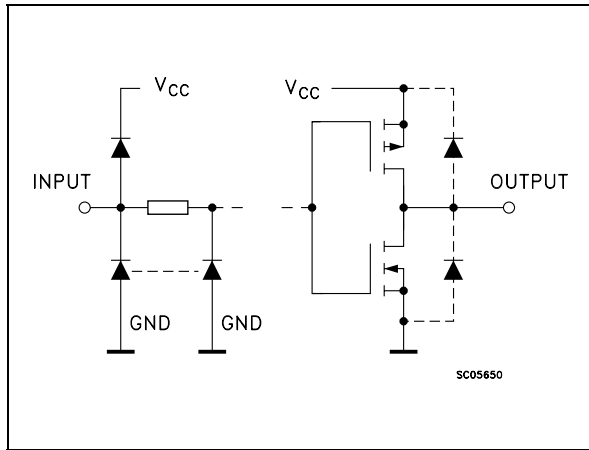 VCC
VCC
INPUT
OUTPUT
GND
GND
SC05650